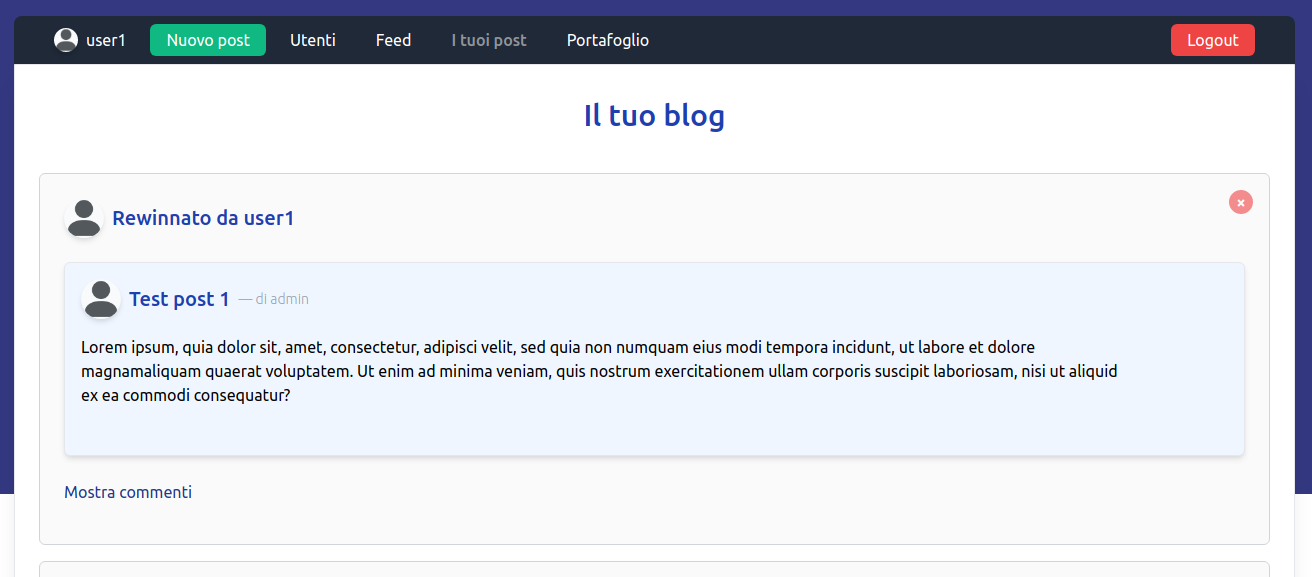 user1 Nuovo post Utenti Feed I tuoi post Portafoglio Logout
Il tuo blog
Rewinnato da user1
×
Test post 1 — di admin
Lorem ipsum, quia dolor sit, amet, consectetur, adipisci velit, sed quia non numquam eius modi tempora incidunt, ut labore et dolore
magnamaliquam quaerat voluptatem. Ut enim ad minima veniam, quis nostrum exercitationem ullam corporis suscipit laboriosam, nisi ut aliquid
ex ea commodi consequatur?
Mostra commenti